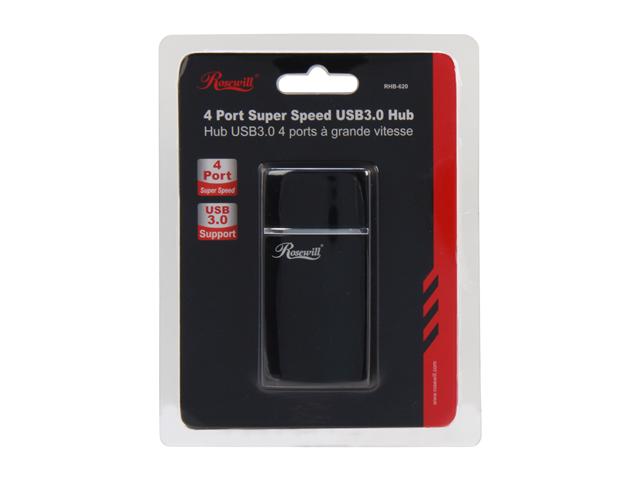 Rosewill®
RHB-620
4 Port Super Speed USB3.0 Hub
Hub USB3.0 4 ports à grande vitesse
4
Port
Super Speed
USB
3.0
Support
Rosewill®
www.rosewill.com